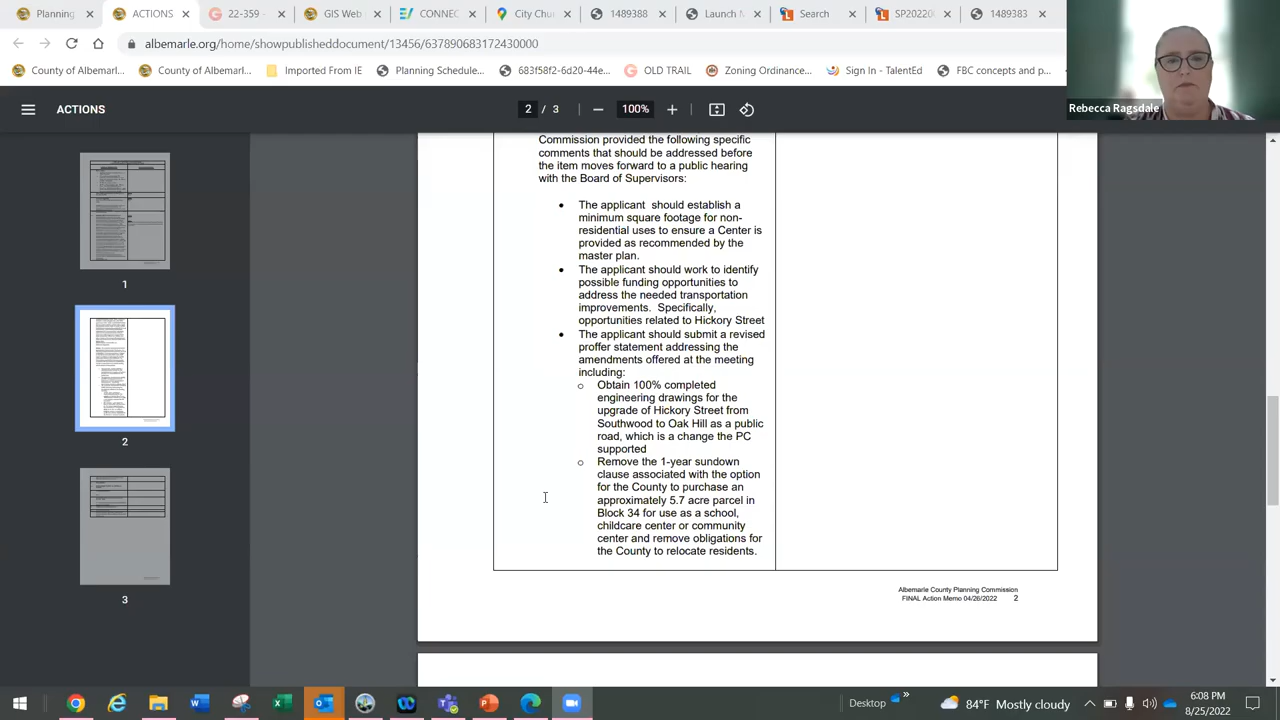 Planning
ACTIONS
22-359 -
GIS Web
CONNEC
City Cha
1489388
Launch M
Search
SP20220
1489383
albemarle.org/home/showpublisheddocument/13456/637890683172430000
County of Albemarl...
County of Albemarl...
Imported From IE
Planning Schedule...
683f58f2-6d20-44e...
OLD TRAIL
Zoning Ordinance...
Sign In - TalentEd
FBC concepts and p...
Rebecca Ragsdale
ACTIONS
2 / 3
100%
Commission provided the following specific
comments that should be addressed before
the item moves forward to a public hearing
with the Board of Supervisors:
• The applicant should establish a
minimum square footage for non-
residential uses to ensure a Center is
provided as recommended by the
master plan.
• The applicant should work to identify
possible funding opportunities to
address the needed transportation
improvements. Specifically,
opportunities related to Hickory Street
• The applicant should submit a revised
proffer statement addressing the
amendments offered at the meeting
including:
o Obtain 100% completed
engineering drawings for the
upgrade of Hickory Street from
Southwood to Oak Hill as a public
road, which is a change the PC
supported
o Remove the 1-year sundown
clause associated with the option
for the County to purchase an
approximately 5.7 acre parcel in
Block 34 for use as a school,
childcare center or community
center and remove obligations for
the County to relocate residents.
Albemarle County Planning Commission
FINAL Action Memo 04/26/2022 2
1
2
3
Desktop
84°F Mostly cloudy
6:08 PM
8/25/2022